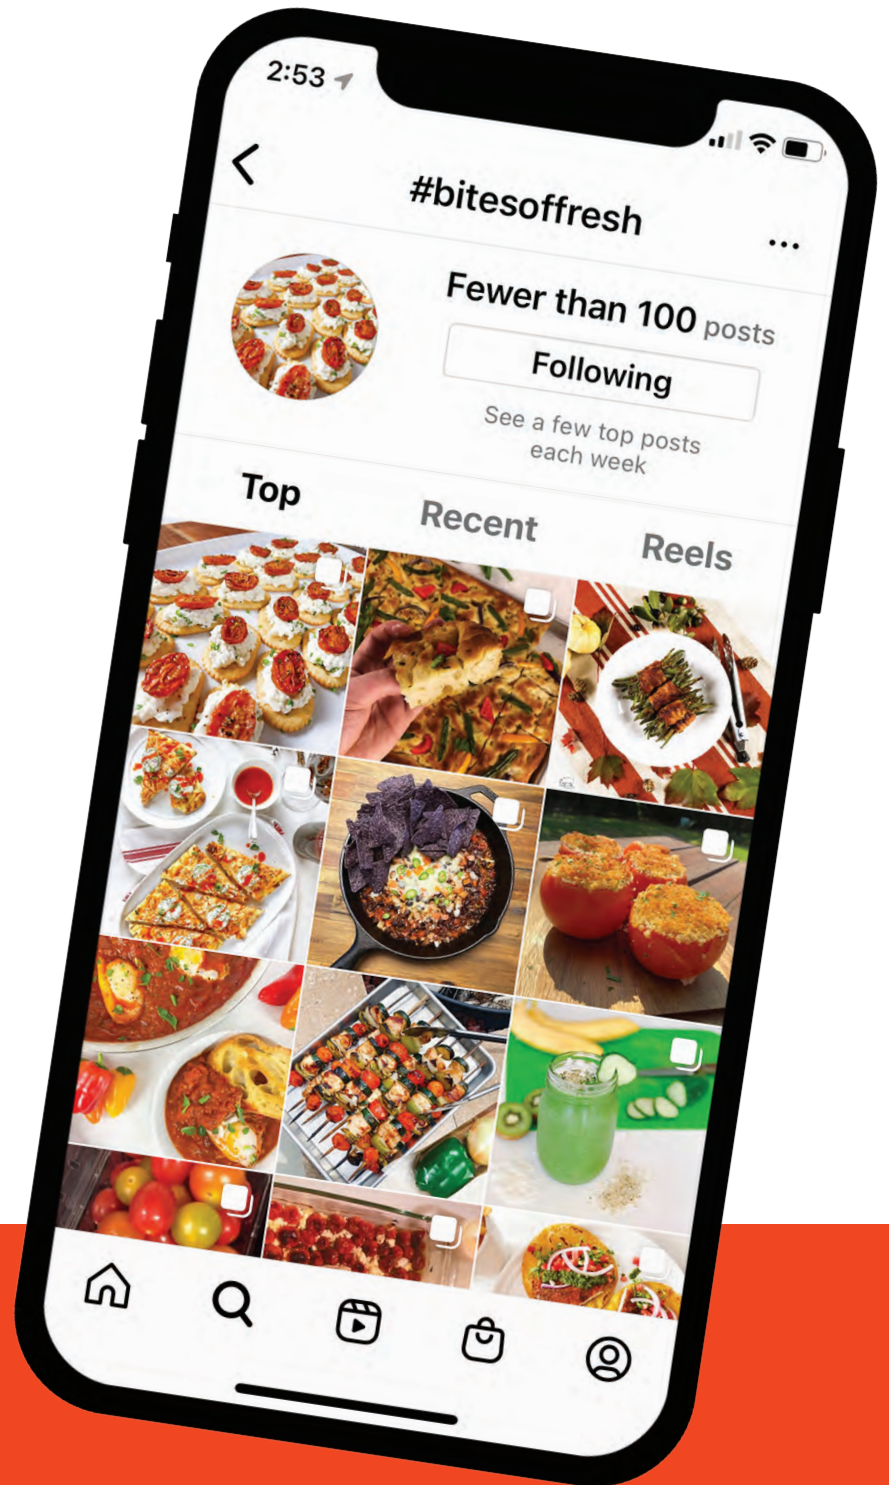 2:53
#bitesoffresh
Fewer than 100 posts
Following
See a few top posts
each week
Top
Recent
Reels